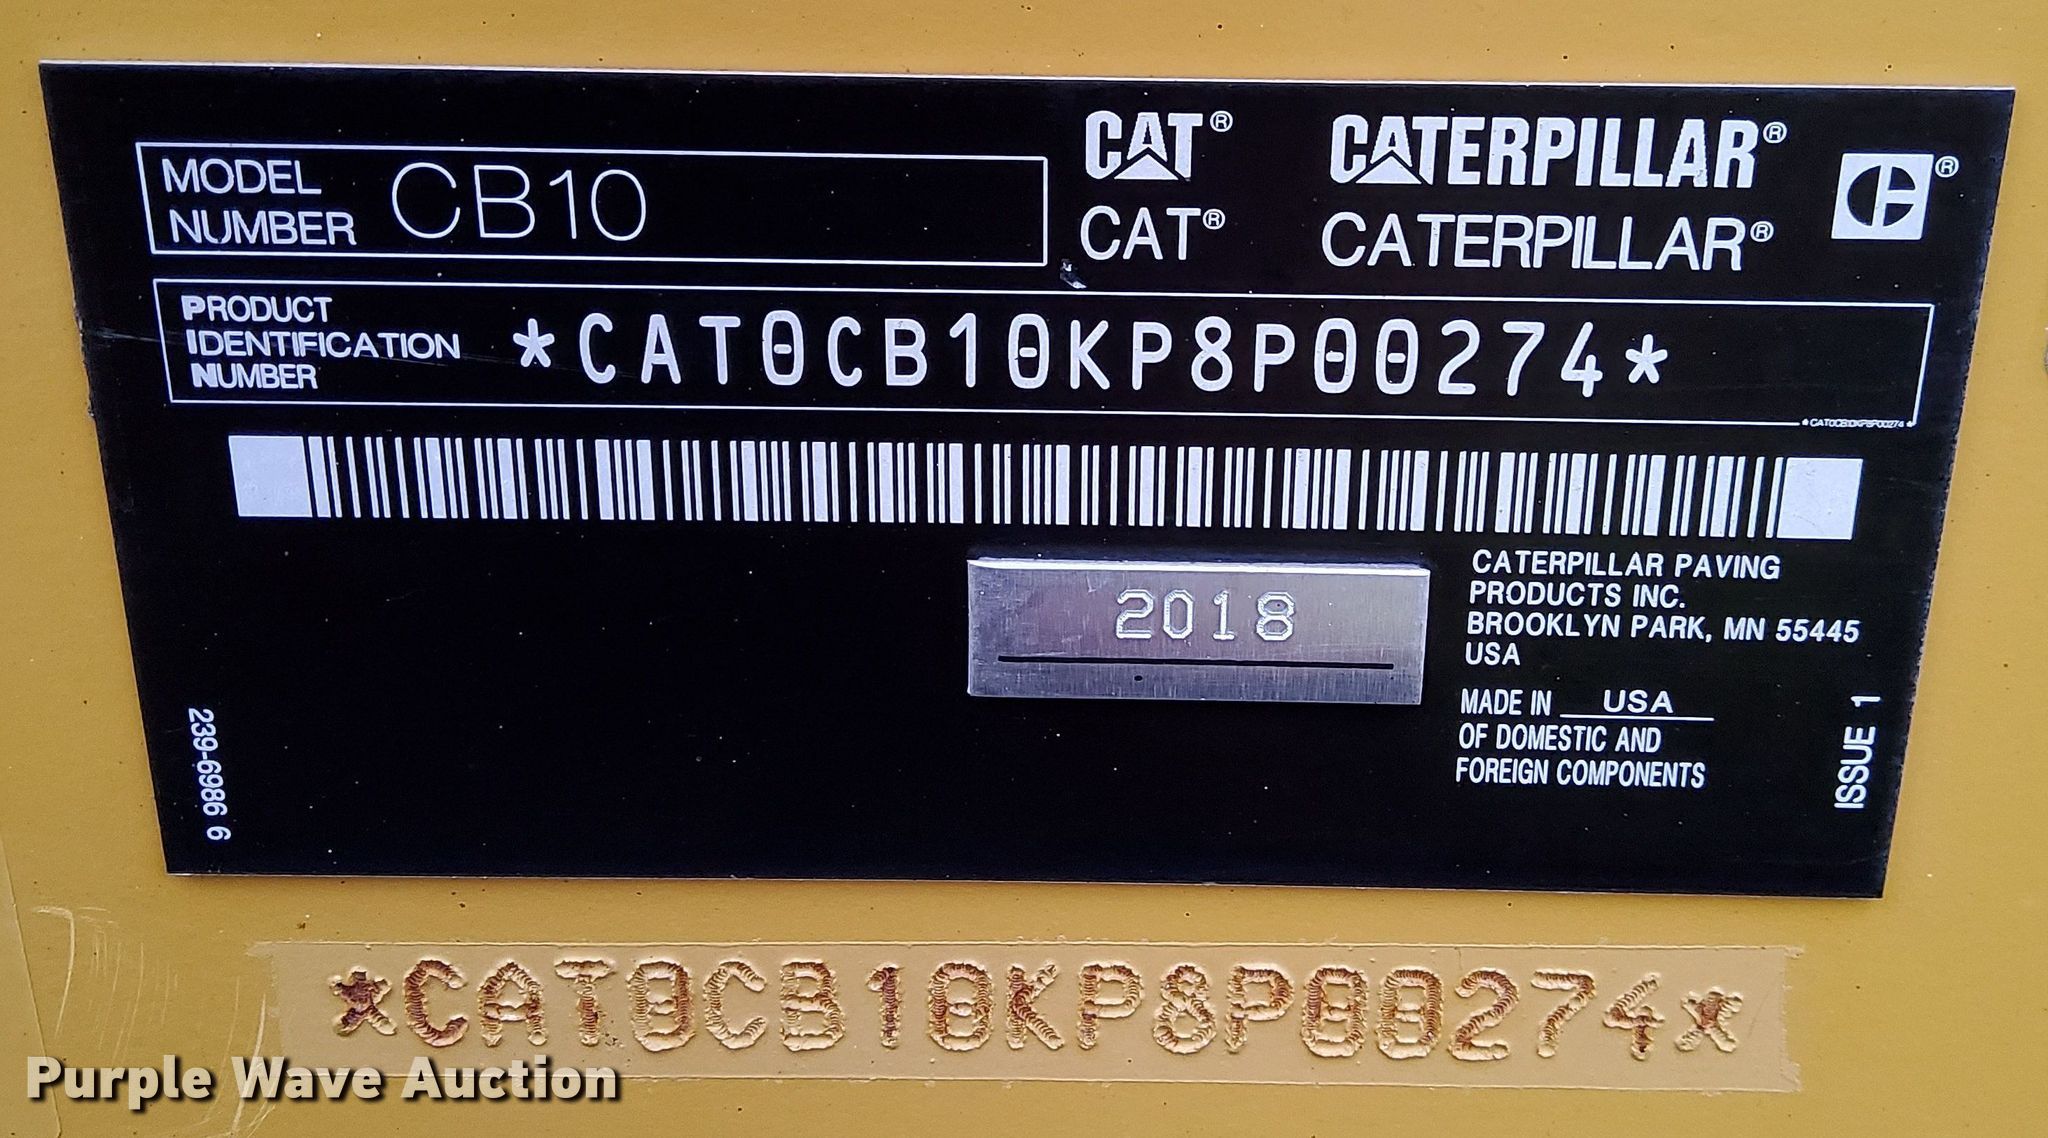 MODEL
NUMBER CB10
CAT® CATERPILLAR®
CAT® CATERPILLAR®
®
PRODUCT
IDENTIFICATION
NUMBER
*CAT0CB10KP8P00274*
*CAT0CB10KP8P00274*
2018
CATERPILLAR PAVING
PRODUCTS INC.
BROOKLYN PARK, MN 55445
USA
MADE IN USA
OF DOMESTIC AND
FOREIGN COMPONENTS
239-6986 6
ISSUE 1
*CAT0CB10KP8P00274*
Purple Wave Auction